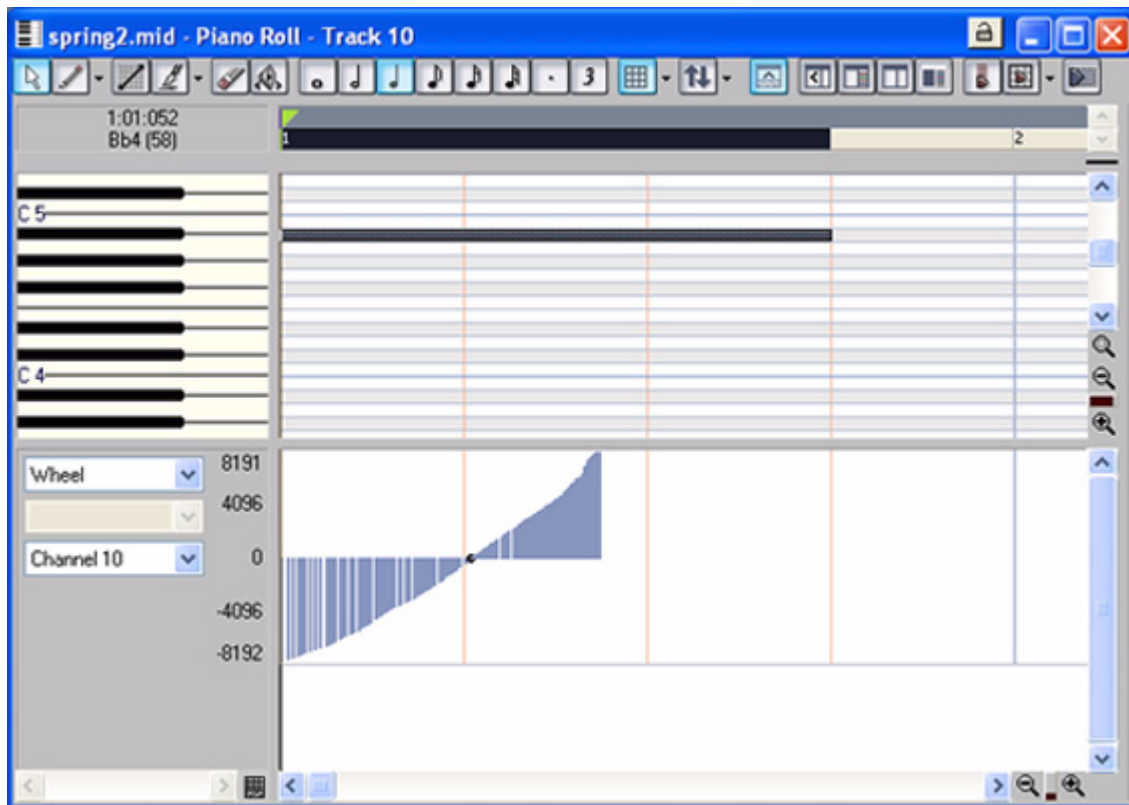 spring2.mid - Piano Roll - Track 10
3
1:01:052
Bb4 (58)
1
2
C 5
C 4
Wheel
8191
4096
Channel 10
0
-4096
-8192